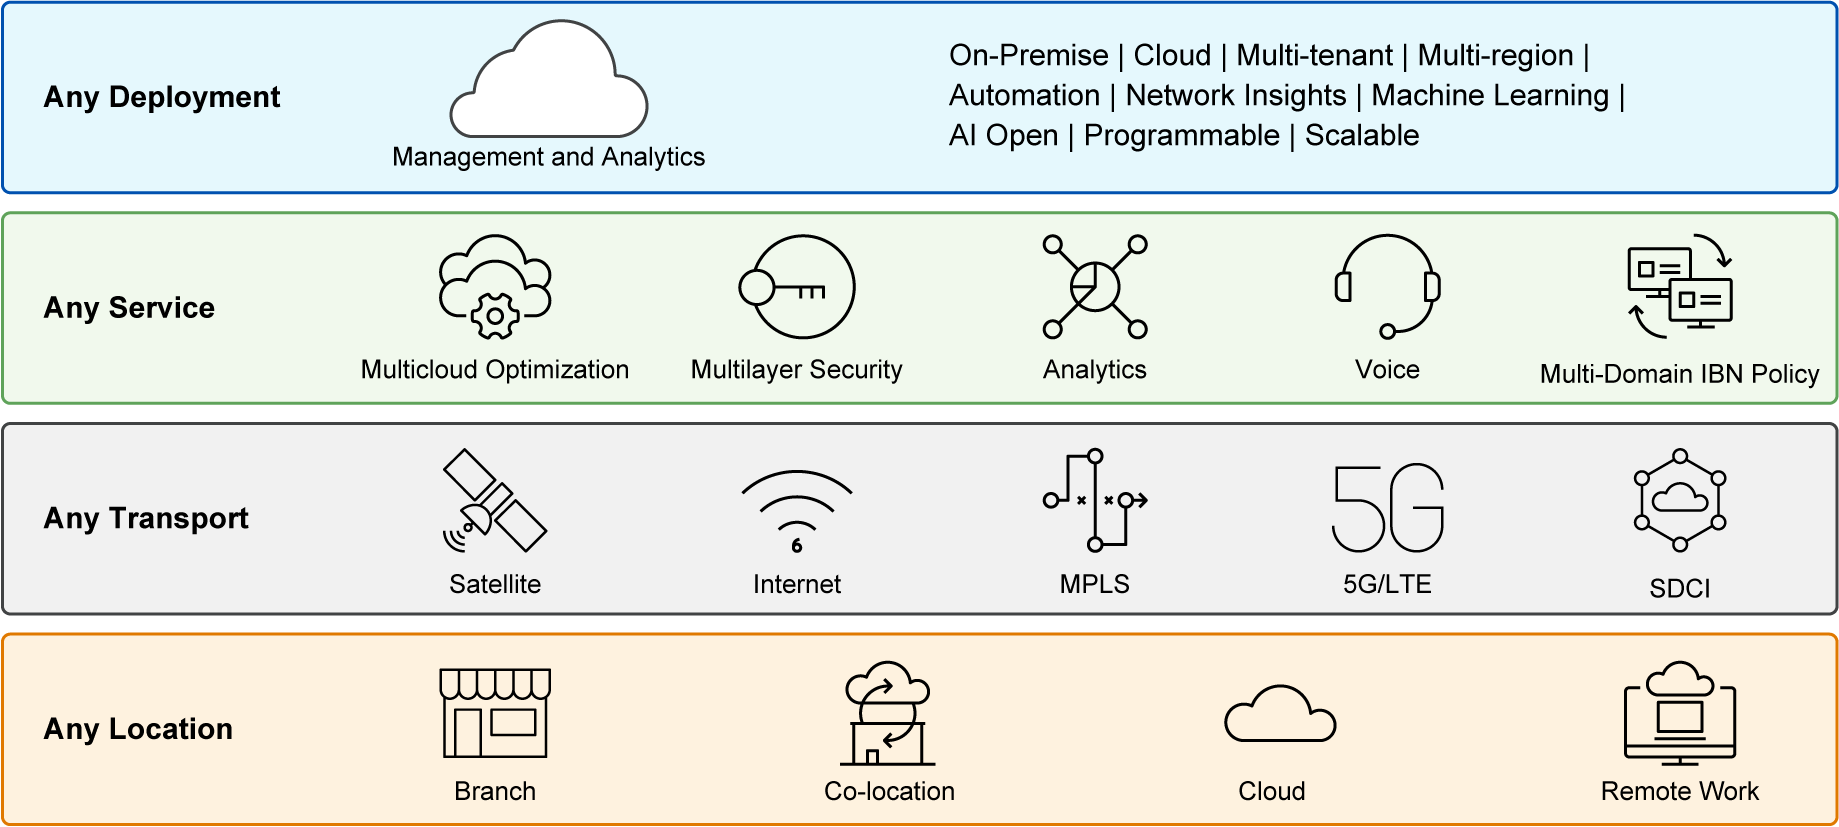 Any Deployment
Management and Analytics
On-Premise | Cloud | Multi-tenant | Multi-region |
Automation | Network Insights | Machine Learning |
AI Open | Programmable | Scalable
Any Service
Multicloud Optimization
Multilayer Security
Analytics
Voice
Multi-Domain IBN Policy
Any Transport
Satellite
6
Internet
MPLS
5G
5G/LTE
SDCI
Any Location
Branch
Co-location
Cloud
Remote Work